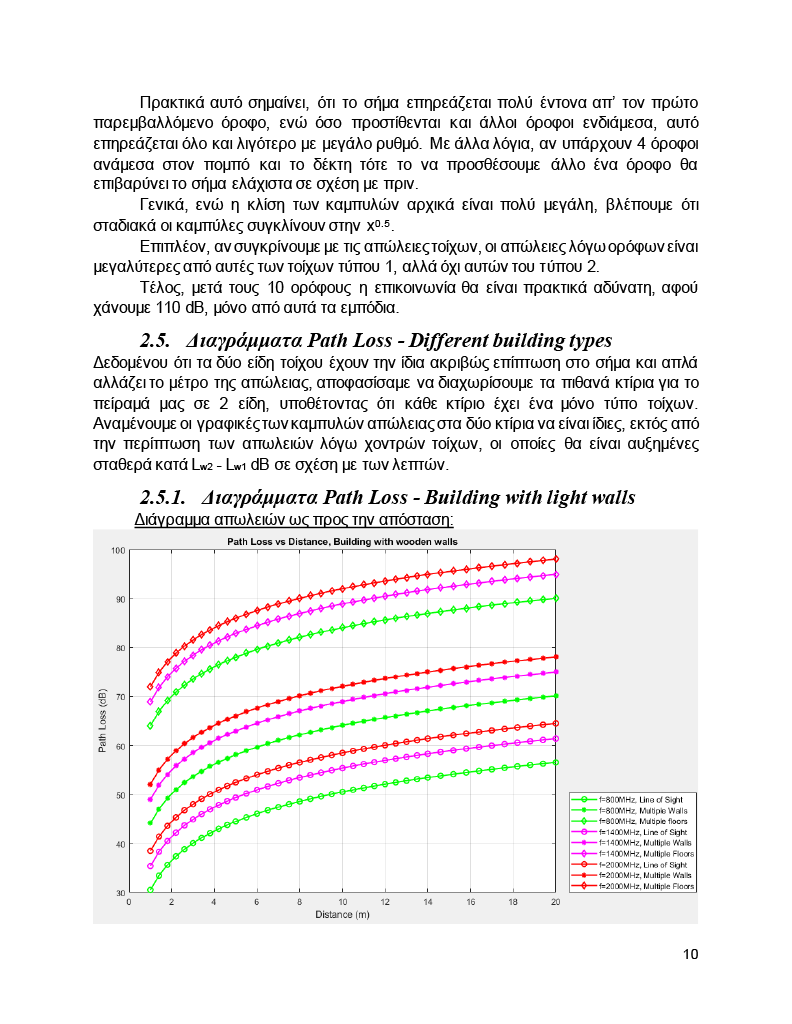 Πρακτικά αυτό σημαίνει, ότι το σήμα επηρεάζεται πολύ έντονα απ’ τον πρώτο
παρεμβαλλόμενο όροφο, ενώ όσο προστίθενται και άλλοι όροφοι ενδιάμεσα, αυτό
επηρεάζεται όλο και λιγότερο με μεγάλο ρυθμό. Με άλλα λόγια, αν υπάρχουν 4 όροφοι
ανάμεσα στον πομπό και το δέκτη τότε το να προσθέσουμε άλλο ένα όροφο θα
επιβαρύνει το σήμα ελάχιστα σε σχέση με πριν.
Γενικά, ενώ η κλίση των καμπυλών αρχικά είναι πολύ μεγάλη, βλέπουμε ότι
σταδιακά οι καμπύλες συγκλίνουν στην x^0.5.
Επιπλέον, αν συγκρίνουμε με τις απώλειες τοίχων, οι απώλειες λόγω ορόφων είναι
μεγαλύτερες από αυτές των τοίχων τύπου 1, αλλά όχι αυτών του τύπου 2.
Τέλος, μετά τους 10 ορόφους η επικοινωνία θα είναι πρακτικά αδύνατη, αφού
χάνουμε 110 dB, μόνο από αυτά τα εμπόδια.
2.5. Διαγράμματα Path Loss - Different building types
Δεδομένου ότι τα δύο είδη τοίχου έχουν την ίδια ακριβώς επίπτωση στο σήμα και απλά
αλλάζει το μέτρο της απώλειας, αποφασίσαμε να διαχωρίσουμε τα πιθανά κτίρια για το
πείραμά μας σε 2 είδη, υποθέτοντας ότι κάθε κτίριο έχει ένα μόνο τύπο τοίχων.
Αναμένουμε οι γραφικές των καμπυλών απώλειας στα δύο κτίρια να είναι ίδιες, εκτός από
την περίπτωση των απωλειών λόγω χοντρών τοίχων, οι οποίες θα είναι αυξημένες
σταθερά κατά Lw2 - Lw1 dB σε σχέση με των λεπτών.
2.5.1. Διαγράμματα Path Loss - Building with light walls
Διάγραμμα απωλειών ως προς την απόσταση:
Path Loss vs Distance, Building with wooden walls
100
90
80
70
60
50
40
30
Path Loss (dB)
0 2 4 6 8 10 12 14 16 18 20
Distance (m)
f=800MHz, Line of Sight
f=800MHz, Multiple Walls
f=800MHz, Multiple floors
f=1400MHz, Line of Sight
f=1400MHz, Multiple Walls
f=1400MHz, Multiple Floors
f=2000MHz, Line of Sight
f=2000MHz, Multiple Walls
f=2000MHz, Multiple Floors
10